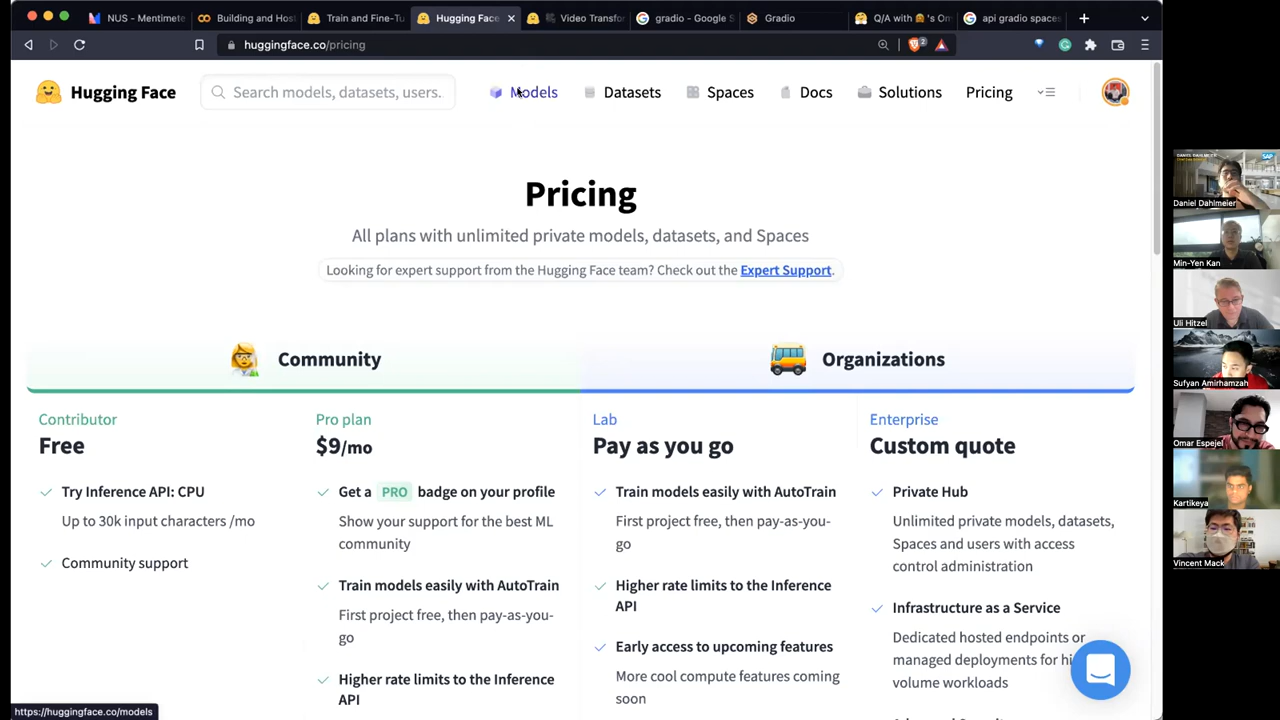 NUS - Mentimete
Building and Host
Train and Fine-Tu
Hugging Face
Video Transfo
gradio - Google S
Gradio
Q/A with 🤗's Om
api gradio spaces
huggingface.co/pricing
Hugging Face
Search models, datasets, users.
Models
Datasets
Spaces
Docs
Solutions
Pricing
Pricing
All plans with unlimited private models, datasets, and Spaces
Looking for expert support from the Hugging Face team? Check out the Expert Support.
Community
Organizations
Contributor
Free
Try Inference API: CPU
Up to 30k input characters /mo
Community support
Pro plan
$9/mo
Get a PRO badge on your profile
Show your support for the best ML
community
Train models easily with AutoTrain
First project free, then pay-as-you-
go
Higher rate limits to the Inference
API
Lab
Pay as you go
Train models easily with AutoTrain
First project free, then pay-as-you-
go
Higher rate limits to the Inference
API
Early access to upcoming features
More cool compute features coming
soon
Enterprise
Custom quote
Private Hub
Unlimited private models, datasets,
Spaces and users with access
control administration
Infrastructure as a Service
Dedicated hosted endpoints or
managed deployments for hi
volume workloads
https://huggingface.co/models
DANIEL DAHLMEIER
SAP
Daniel Dahlmeier
Min-Yen Kan
Uli Hitzel
Sufyan Amirhamzah
Omar Espejel
Kartikeya
Vincent Mack